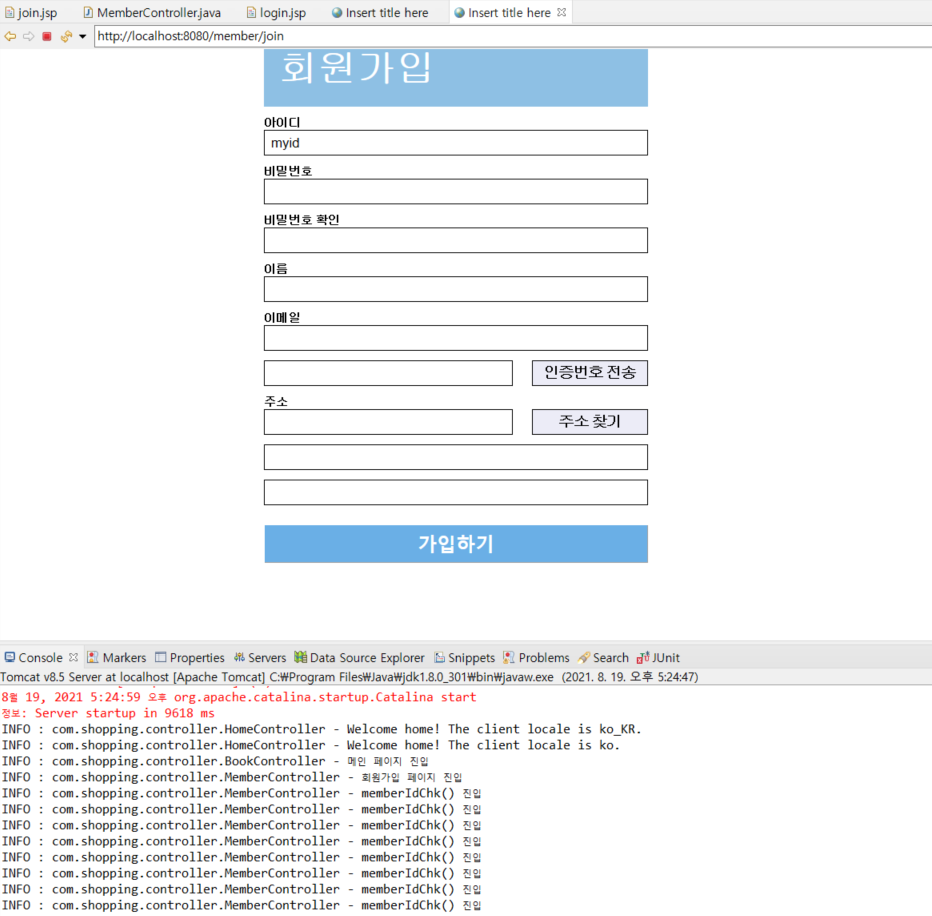 join.jsp MemberController.java login.jsp Insert title here Insert title here
http://localhost:8080/member/join
회원가입
아이디
myid
비밀번호
비밀번호 확인
이름
이메일
인증번호 전송
주소
주소 찾기
가입하기
Console Markers Properties Servers Data Source Explorer Snippets Problems Search JUnit
Tomcat v8.5 Server at localhost [Apache Tomcat] C:₩Program Files₩Java₩jdk1.8.0_301₩bin₩javaw.exe (2021. 8. 19. 오후 5:24:47)
8월 19, 2021 5:24:59 오후 org.apache.catalina.startup.Catalina start
정보: Server startup in 9618 ms
INFO : com.shopping.controller.HomeController - Welcome home! The client locale is ko_KR.
INFO : com.shopping.controller.HomeController - Welcome home! The client locale is ko.
INFO : com.shopping.controller.BookController - 메인 페이지 진입
INFO : com.shopping.controller.MemberController - 회원가입 페이지 진입
INFO : com.shopping.controller.MemberController - memberIdChk() 진입
INFO : com.shopping.controller.MemberController - memberIdChk() 진입
INFO : com.shopping.controller.MemberController - memberIdChk() 진입
INFO : com.shopping.controller.MemberController - memberIdChk() 진입
INFO : com.shopping.controller.MemberController - memberIdChk() 진입
INFO : com.shopping.controller.MemberController - memberIdChk() 진입
INFO : com.shopping.controller.MemberController - memberIdChk() 진입
INFO : com.shopping.controller.MemberController - memberIdChk() 진입